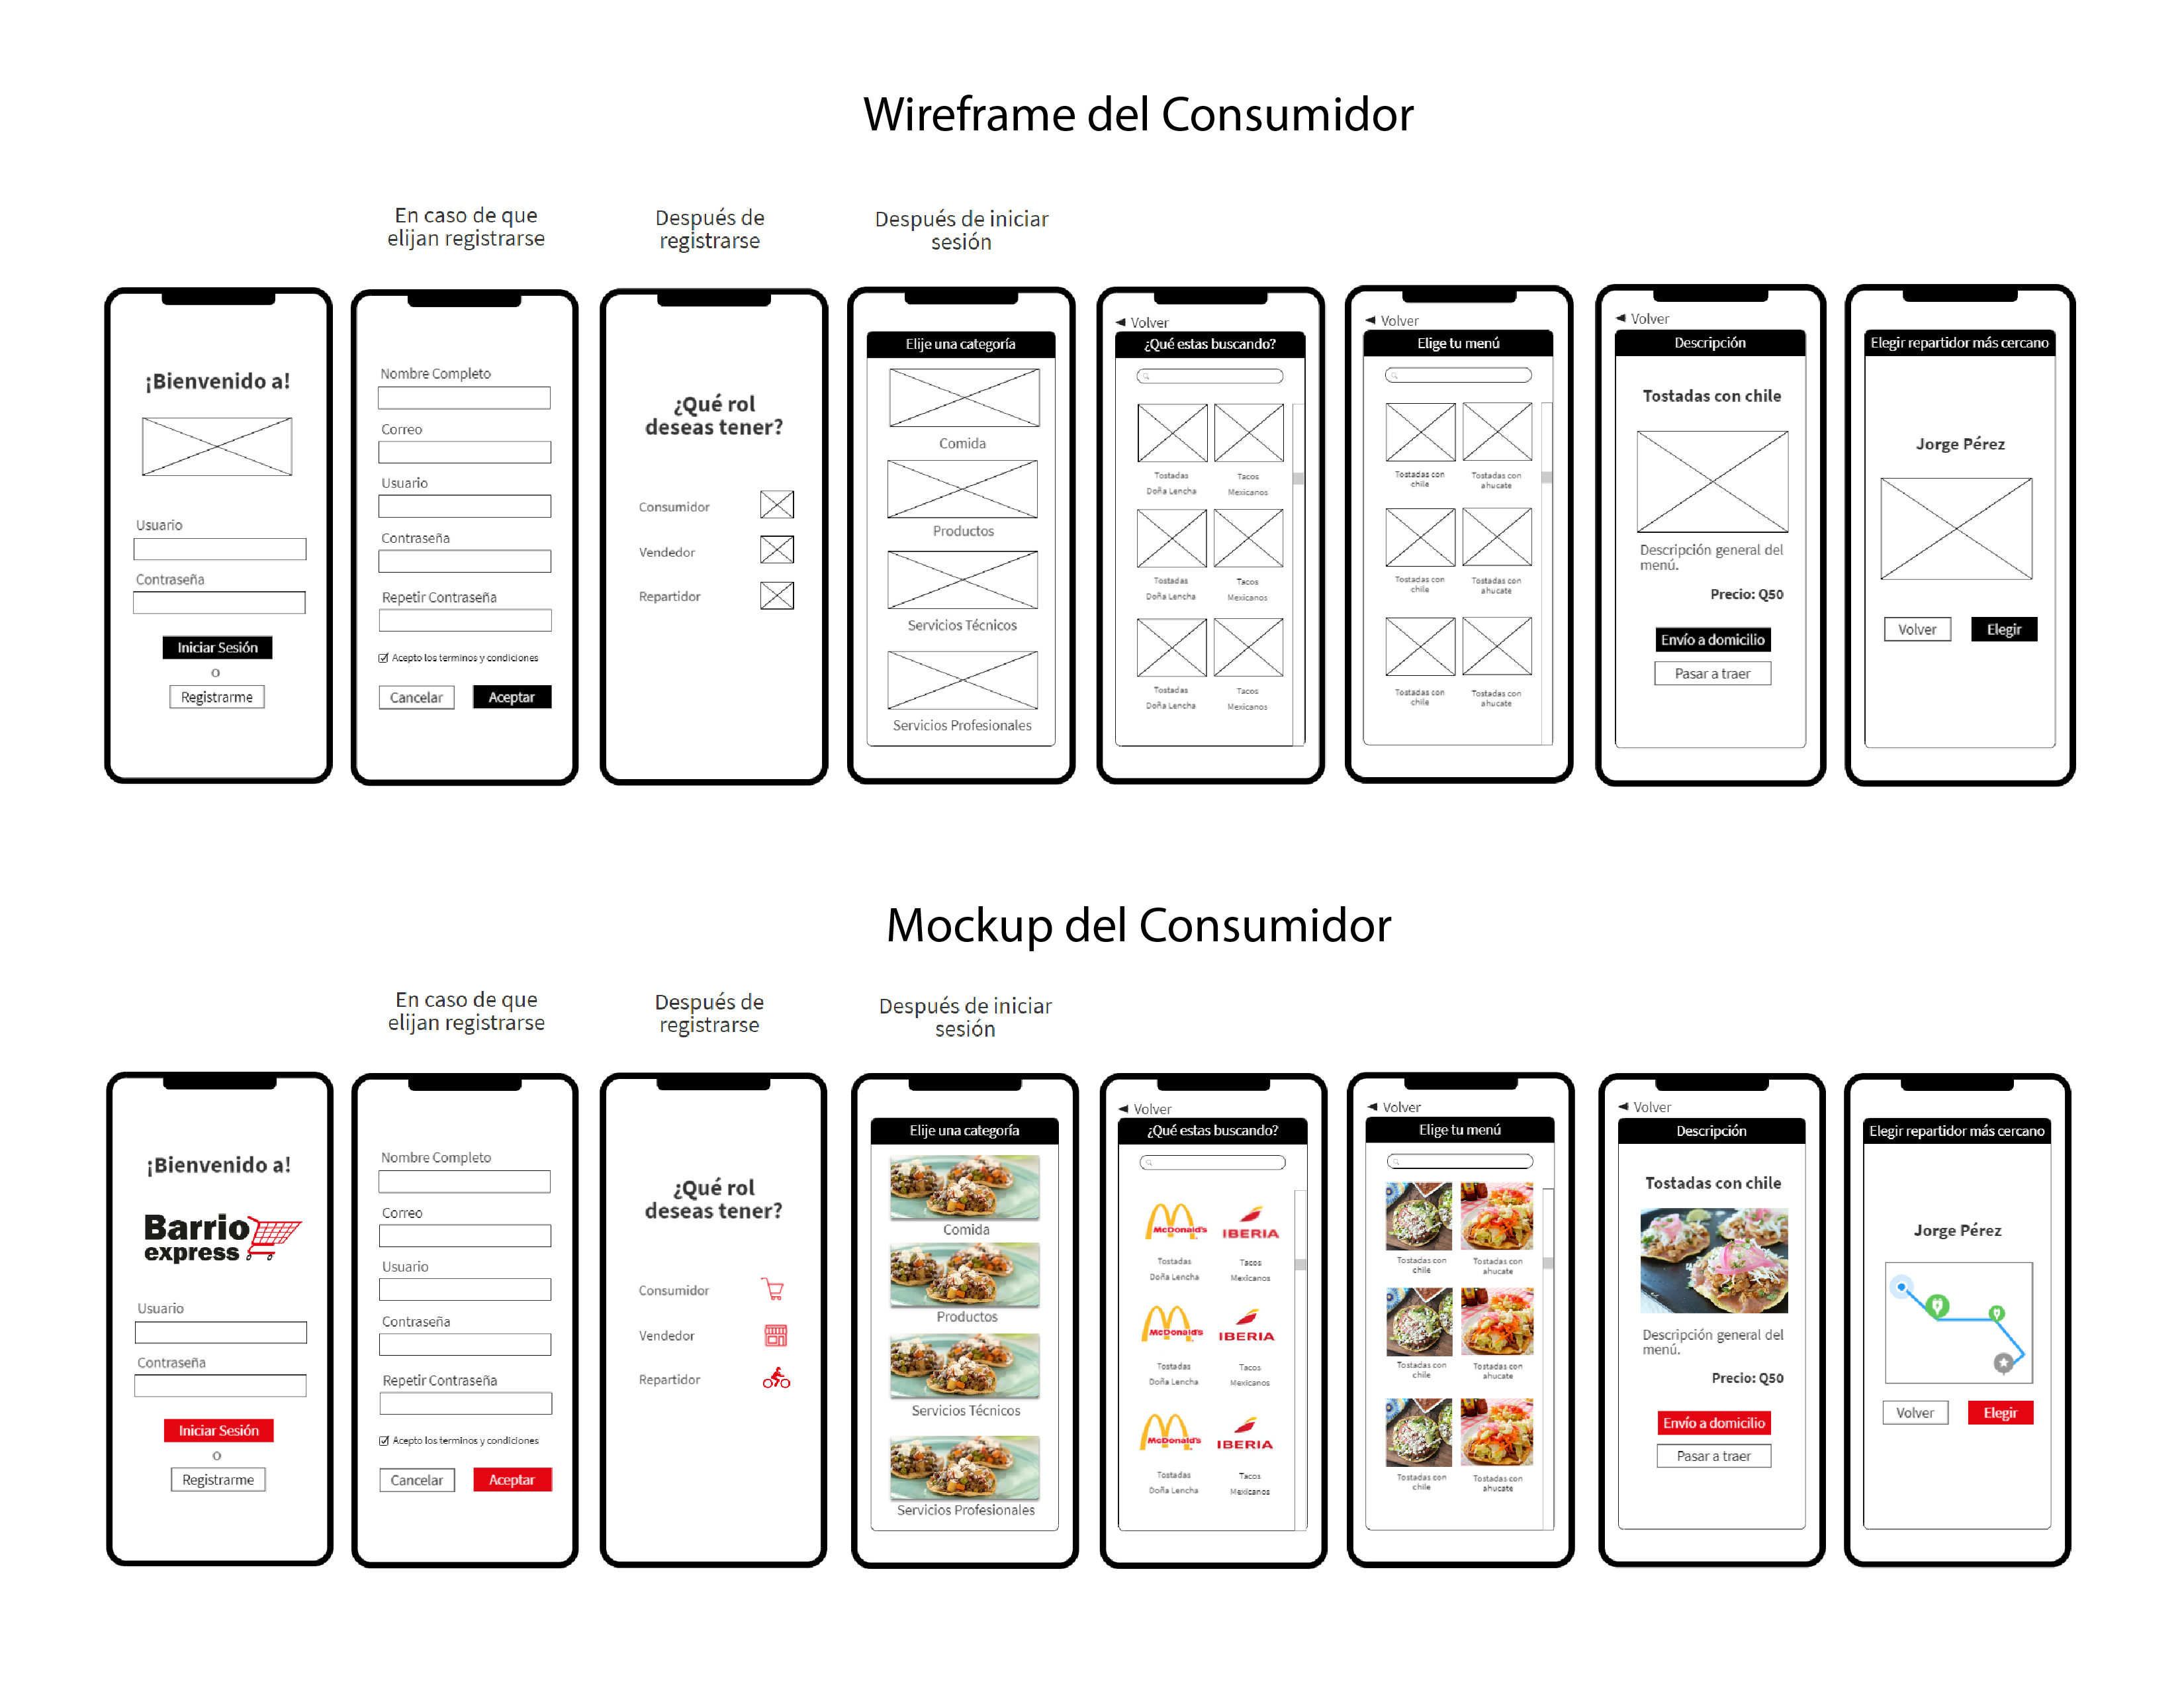 Wireframe del Consumidor
En caso de que
elijan registrarse
Después de
registrarse
Después de iniciar
sesión
¡Bienvenido a!
Usuario
Contraseña
Iniciar Sesión
o
Registrarme
Nombre Completo
Correo
Usuario
Contraseña
Repetir Contraseña
Acepto los terminos y condiciones
Cancelar
Aceptar
¿Qué rol
deseas tener?
Consumidor
Vendedor
Repartidor
Elije una categoría
Comida
Productos
Servicios Técnicos
Servicios Profesionales
Volver
¿Qué estas buscando?
Tostadas
Doña Lencha
Tacos
Mexicanos
Tostadas
Doña Lencha
Tacos
Mexicanos
Tostadas
Doña Lencha
Tacos
Mexicanos
Volver
Elige tu menú
Tostadas con
chile
Tostadas con
ahucate
Tostadas con
chile
Tostadas con
ahucate
Tostadas con
chile
Tostadas con
ahucate
Volver
Descripción
Tostadas con chile
Descripción general del
menú.
Precio: Q50
Envío a domicilio
Pasar a traer
Elegir repartidor más cercano
Jorge Pérez
Volver
Elegir
Mockup del Consumidor
En caso de que
elijan registrarse
Después de
registrarse
Después de iniciar
sesión
¡Bienvenido a!
Barrio
express
Usuario
Contraseña
Iniciar Sesión
o
Registrarme
Nombre Completo
Correo
Usuario
Contraseña
Repetir Contraseña
Acepto los terminos y condiciones
Cancelar
Aceptar
¿Qué rol
deseas tener?
Consumidor
Vendedor
Repartidor
Elije una categoría
Comida
Productos
Servicios Técnicos
Servicios Profesionales
Volver
¿Qué estas buscando?
McDonald's
IBERIA
Tostadas
Doña Lencha
Tacos
Mexicanos
McDonald's
IBERIA
Tostadas
Doña Lencha
Tacos
Mexicanos
McDonald's
IBERIA
Tostadas
Doña Lencha
Tacos
Mexicanos
Volver
Elige tu menú
Tostadas con
chile
Tostadas con
ahucate
Tostadas con
chile
Tostadas con
ahucate
Tostadas con
chile
Tostadas con
ahucate
Volver
Descripción
Tostadas con chile
Descripción general del
menú.
Precio: Q50
Envío a domicilio
Pasar a traer
Elegir repartidor más cercano
Jorge Pérez
Volver
Elegir